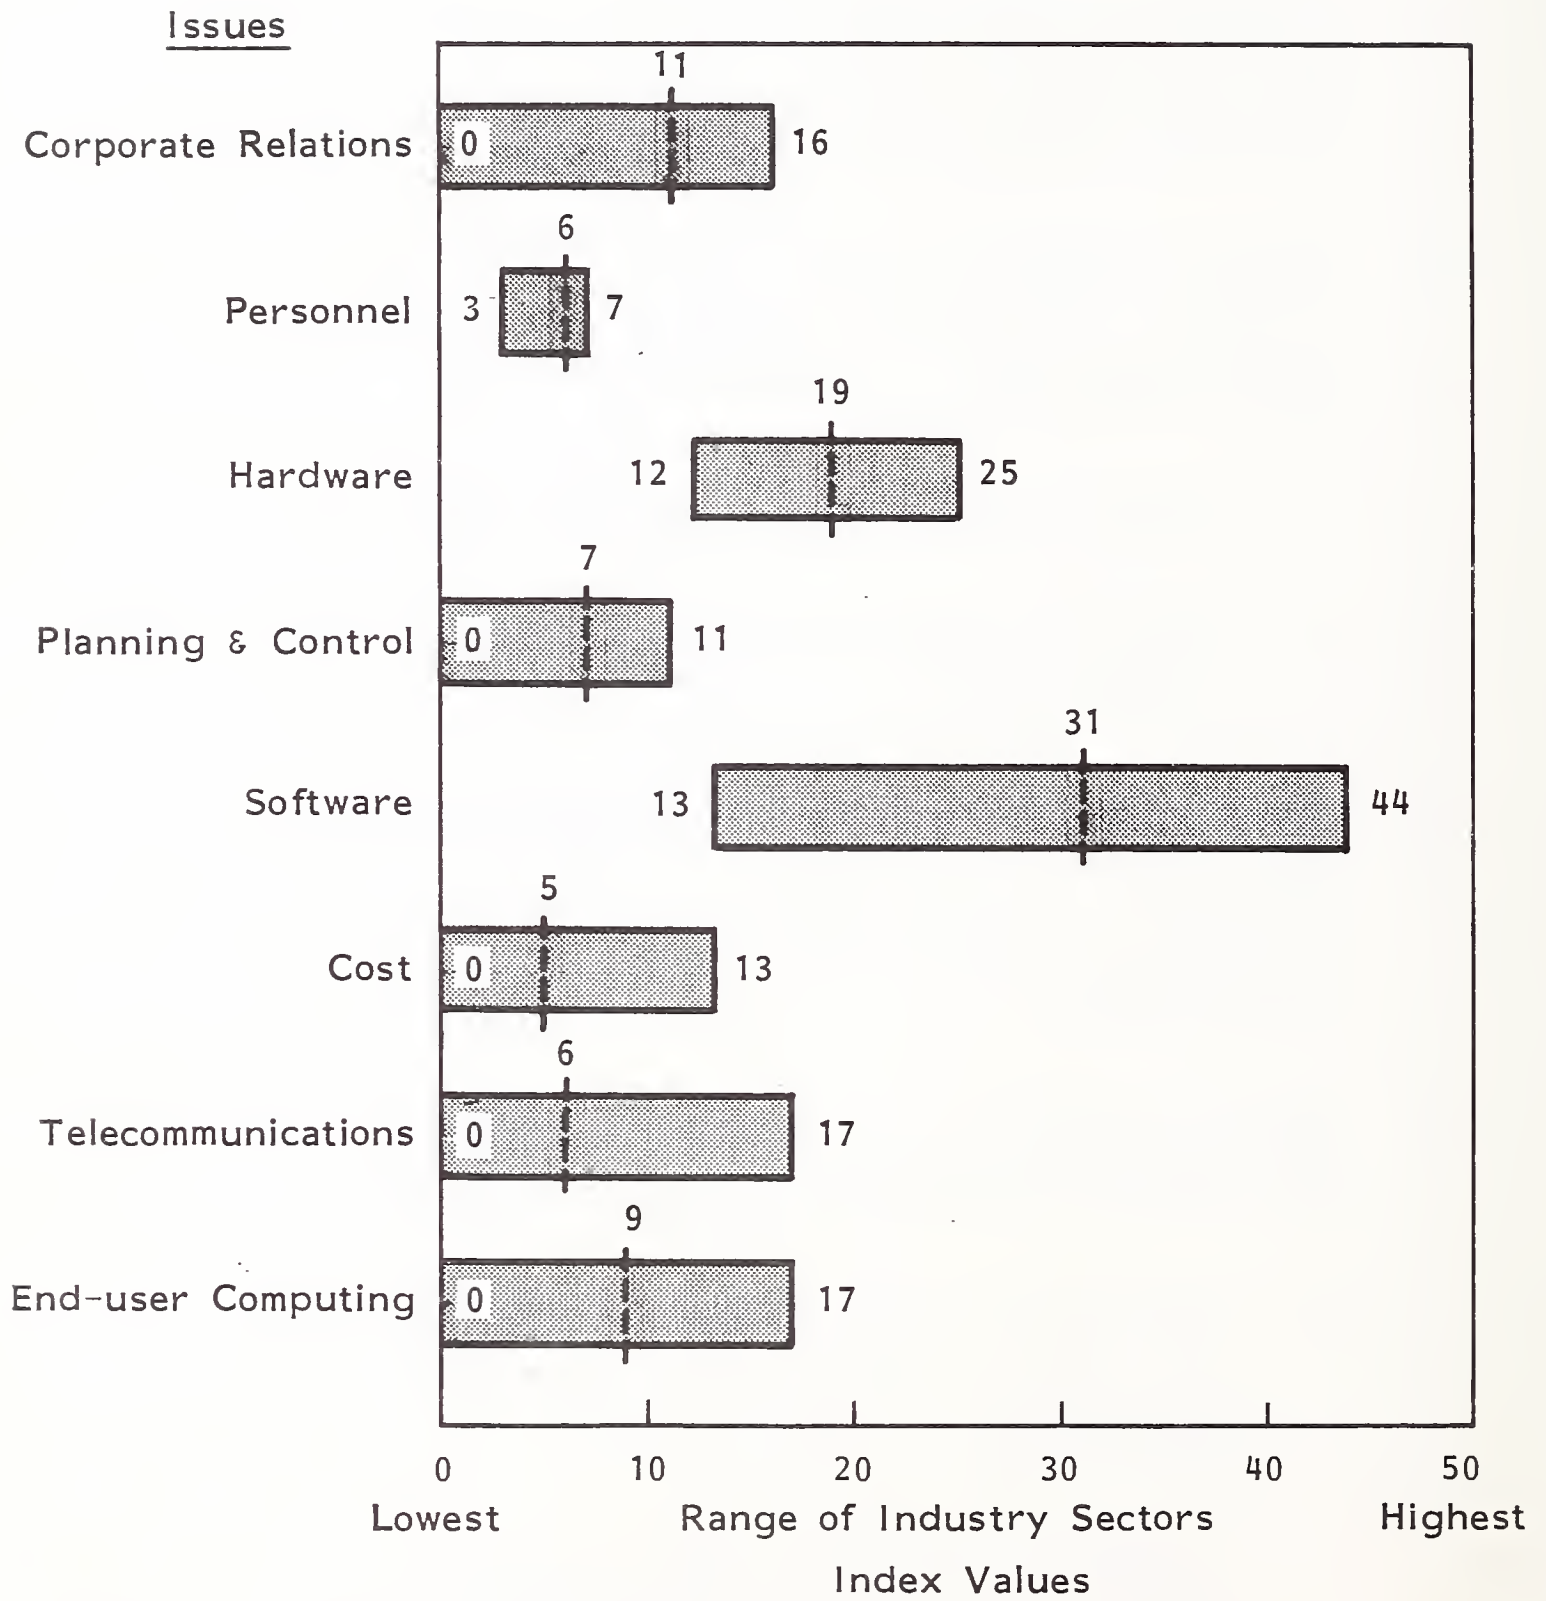 Issues
11
Corporate Relations 0 16
6
Personnel 3 7
19
Hardware 12 25
7
Planning & Control 0 11
31
Software 13 44
5
Cost 0 13
6
Telecommunications 0 17
9
End-user Computing 0 17
0 10 20 30 40 50
Lowest Range of Industry Sectors Highest
Index Values